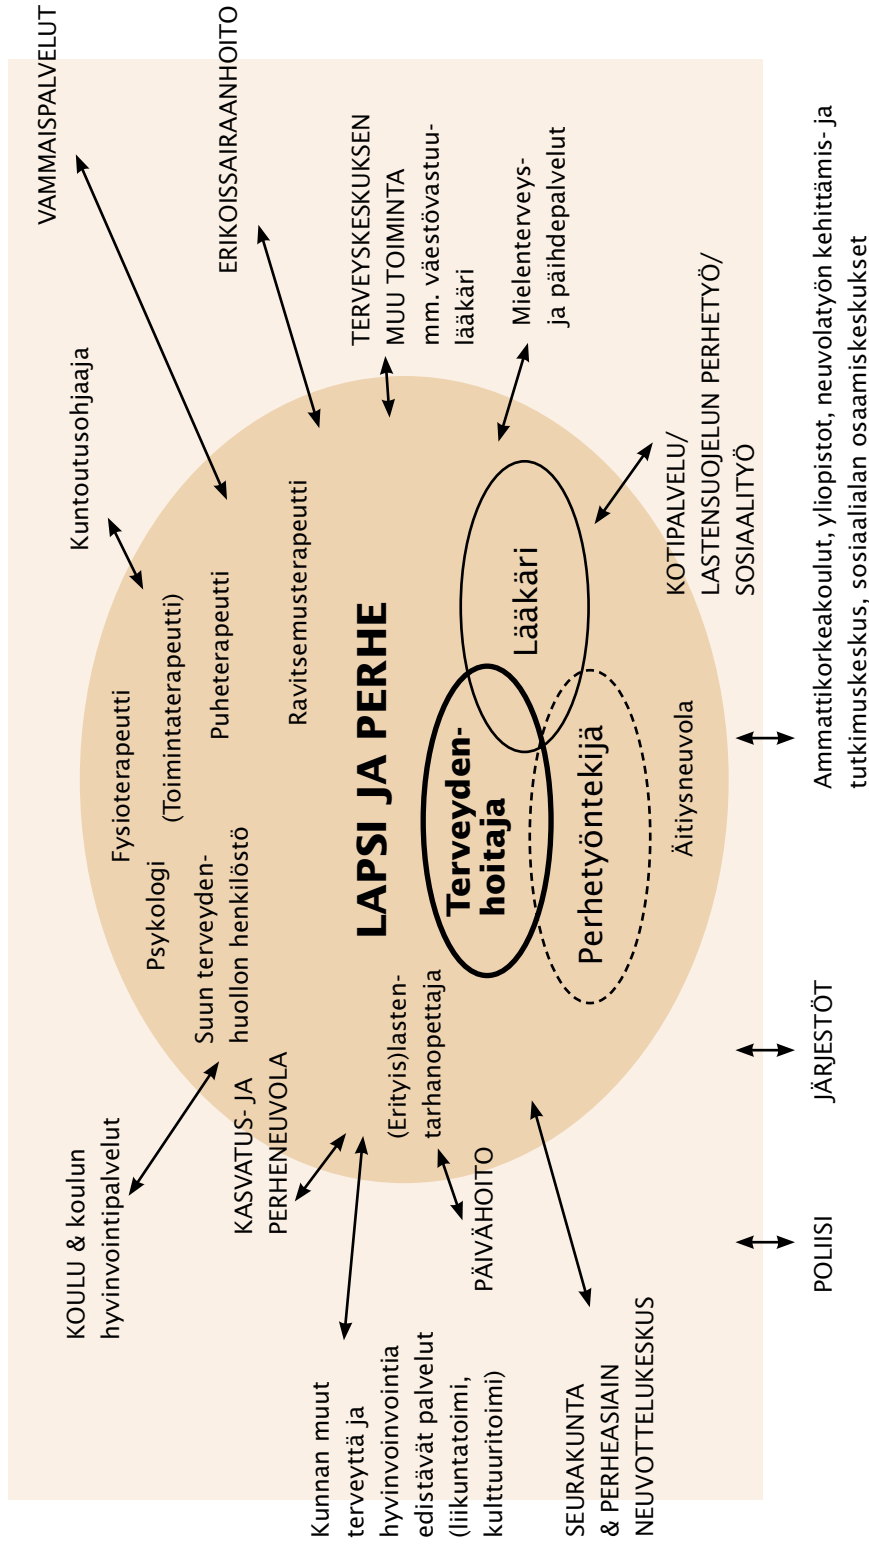 VAMMAISPALVELUT
Kuntoutusohjaaja
ERIKOISSAIRAANHOITO
KOULU & koulun
hyvinvointipalvelut
Fysioterapeutti
Psykologi
(Toimintaterapeutti)
Suun terveyden-
huollon henkilöstö
Puheterapeutti
Ravitsemusterapeutti
KASVATUS- JA
PERHENEUVOLA
TERVEYSKESKUKSEN
MUU TOIMINTA
mm. väestövastuu-
lääkäri
Kunnan muut
terveyttä ja
hyvinvoinvointia
edistävät palvelut
(liikuntatoimi,
kulttuuritoimi)
LAPSI JA PERHE
(Erityis)lasten-
tarhanopettaja
Terveyden-
hoitaja
Lääkäri
Mielenterveys-
ja päihdepalvelut
PÄIVÄHOITO
Perhetyöntekijä
SEURAKUNTA
& PERHEASIAIN
NEUVOTTELUKESKUS
Äitiysneuvola
KOTIPALVELU/
LASTENSUOJELUN PERHETYÖ/
SOSIAALITYÖ
POLIISI
JÄRJESTÖT
Ammattikorkeakoulut, yliopistot, neuvolatyön kehittämis- ja
tutkimuskeskus, sosiaalialan osaamiskeskukset